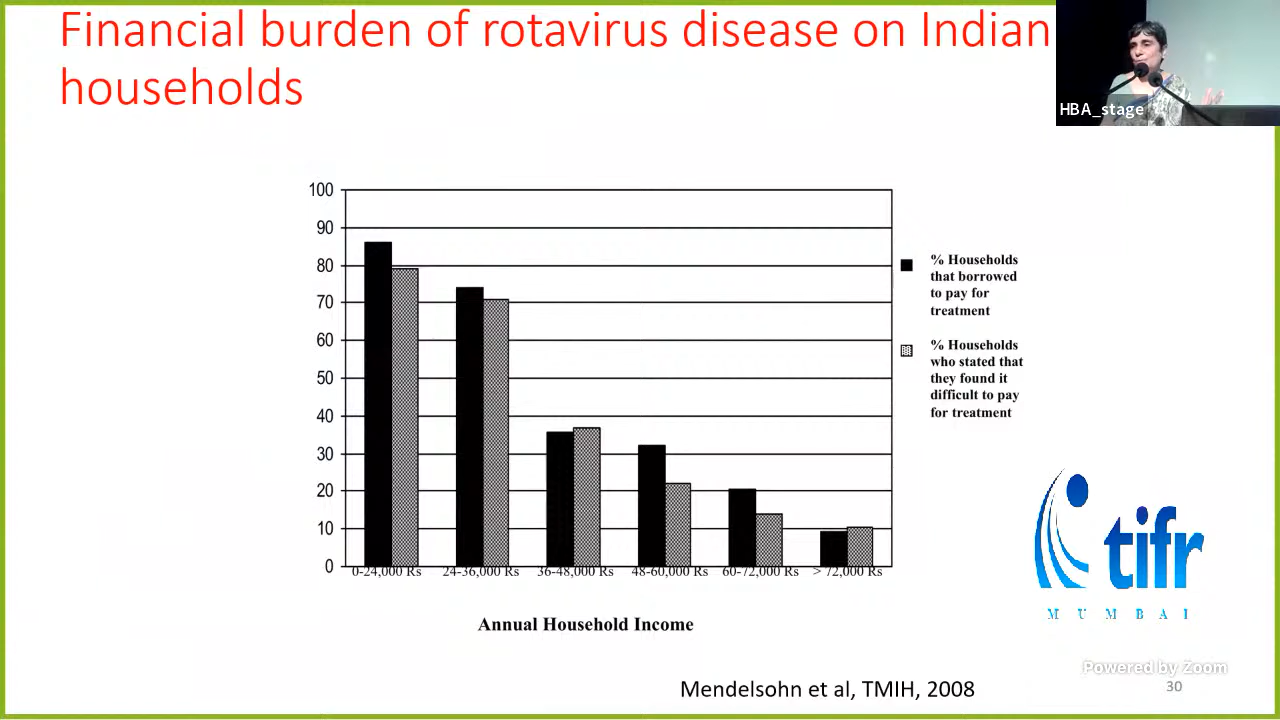 Financial burden of rotavirus disease on Indian
households
HBA_stage
100
90
80
70
60
50
40
30
20
10
0
0-24,000 Rs 24-36,000 Rs 36-48,000 Rs 48-60,000 Rs 60-72,000 Rs > 72,000 Rs
Annual Household Income
% Households
that borrowed
to pay for
treatment
% Households
who stated that
they found it
difficult to pay
for treatment
tifr
MUMBAI
Powered by Zoom
Mendelsohn et al, TMIH, 2008
30